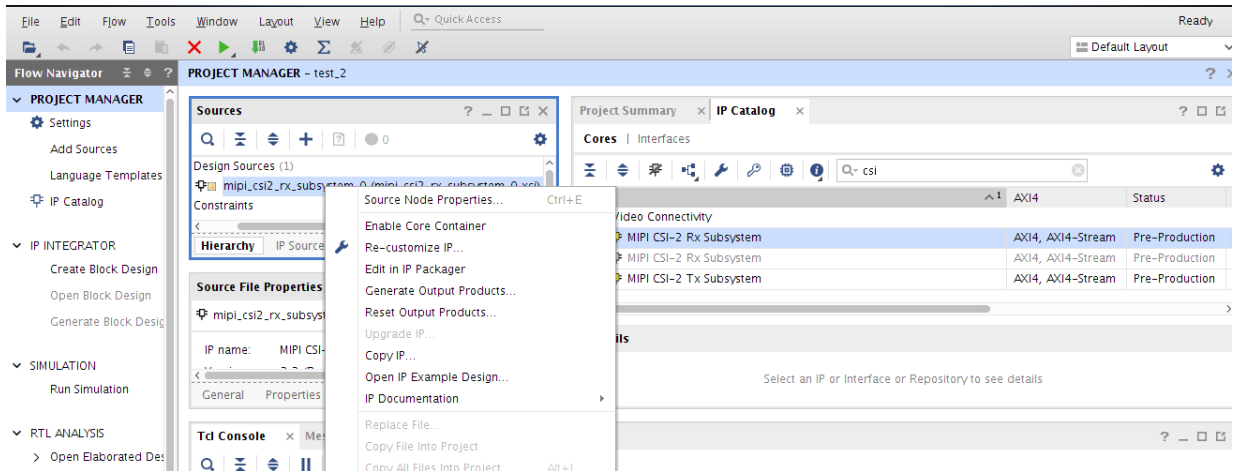 File Edit Flow Tools Window Layout View Help Quick Access Ready
Default Layout
Flow Navigator ? PROJECT MANAGER - test_2 ?
PROJECT MANAGER
Settings
Add Sources
Language Templates
IP Catalog
IP INTEGRATOR
Create Block Design
Open Block Design
Generate Block
SIMULATION
Run Simulation
RTL ANALYSIS
Open Elaborated
Sources ?
? 0
Design Sources (1)
mipi_csi2_rx_subsystem_0 (mipi_csi2_rx_subsystem_0.xci)
Constraints
Hierarchy IP Source
Source File Properties
IP name: MIPI CSI-
General Properties
Tcl Console
Source Node Properties... Ctrl+E
Enable Core Container
Re-customize IP...
Edit in IP Packager
Generate Output Products...
Reset Output Products...
Upgrade IP...
Copy IP...
Open IP Example Design...
IP Documentation
Replace File...
Copy File Into Project
Copy All Files Into Project Alt+I
Project Summary IP Catalog ?
Cores | Interfaces
csi
1 AXI4 Status
Video Connectivity
MIPI CSI-2 Rx Subsystem AXI4, AXI4-Stream Pre-Production
MIPI CSI-2 Rx Subsystem AXI4, AXI4-Stream Pre-Production
MIPI CSI-2 Tx Subsystem AXI4, AXI4-Stream Pre-Production
Select an IP or Interface or Repository to see details
?